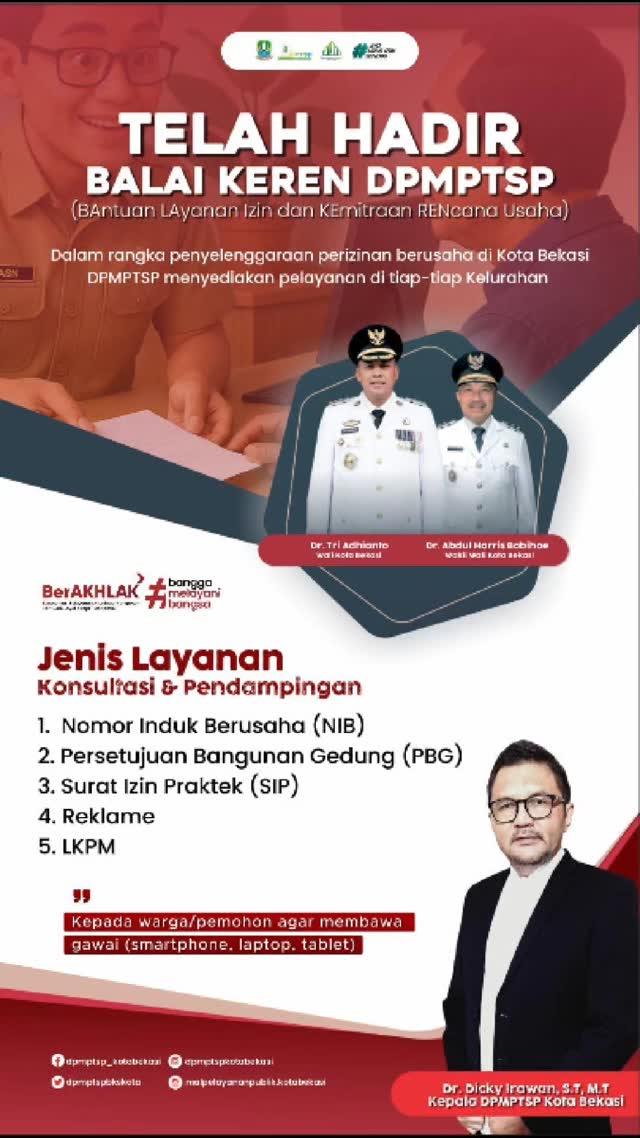 TELAH HADIR
BALAI KEREN DPMPTSP
(BAntuan LAyanan Izin dan KEmitraan RENcana Usaha)
Dalam rangka penyelenggaraan perizinan berusaha di Kota Bekasi
DPMPTSP menyediakan pelayanan di tiap-tiap Kelurahan
ASN
Dr. Tri Adhianto
Wali Kota Bekasi
Dr. Abdul Harris Bobihoe
Wakil Wali Kota Bekasi
BerAKHLAK
#bangga
melayani
bangsa
Jenis Layanan
Konsultasi & Pendampingan
1. Nomor Induk Berusaha (NIB)
2. Persetujuan Bangunan Gedung (PBG)
3. Surat Izin Praktek (SIP)
4. Reklame
5. LKPM
"
Kepada warga/pemohon agar membawa
gawai (smartphone, laptop, tablet)
dpmptsp_kotabekasi
dpmptspkotabekasi
dpmptspbkskota
malpelayananpublik.kotabekasi
Dr. Dicky Irawan, S.T, M.T
Kepala DPMPTSP Kota Bekasi